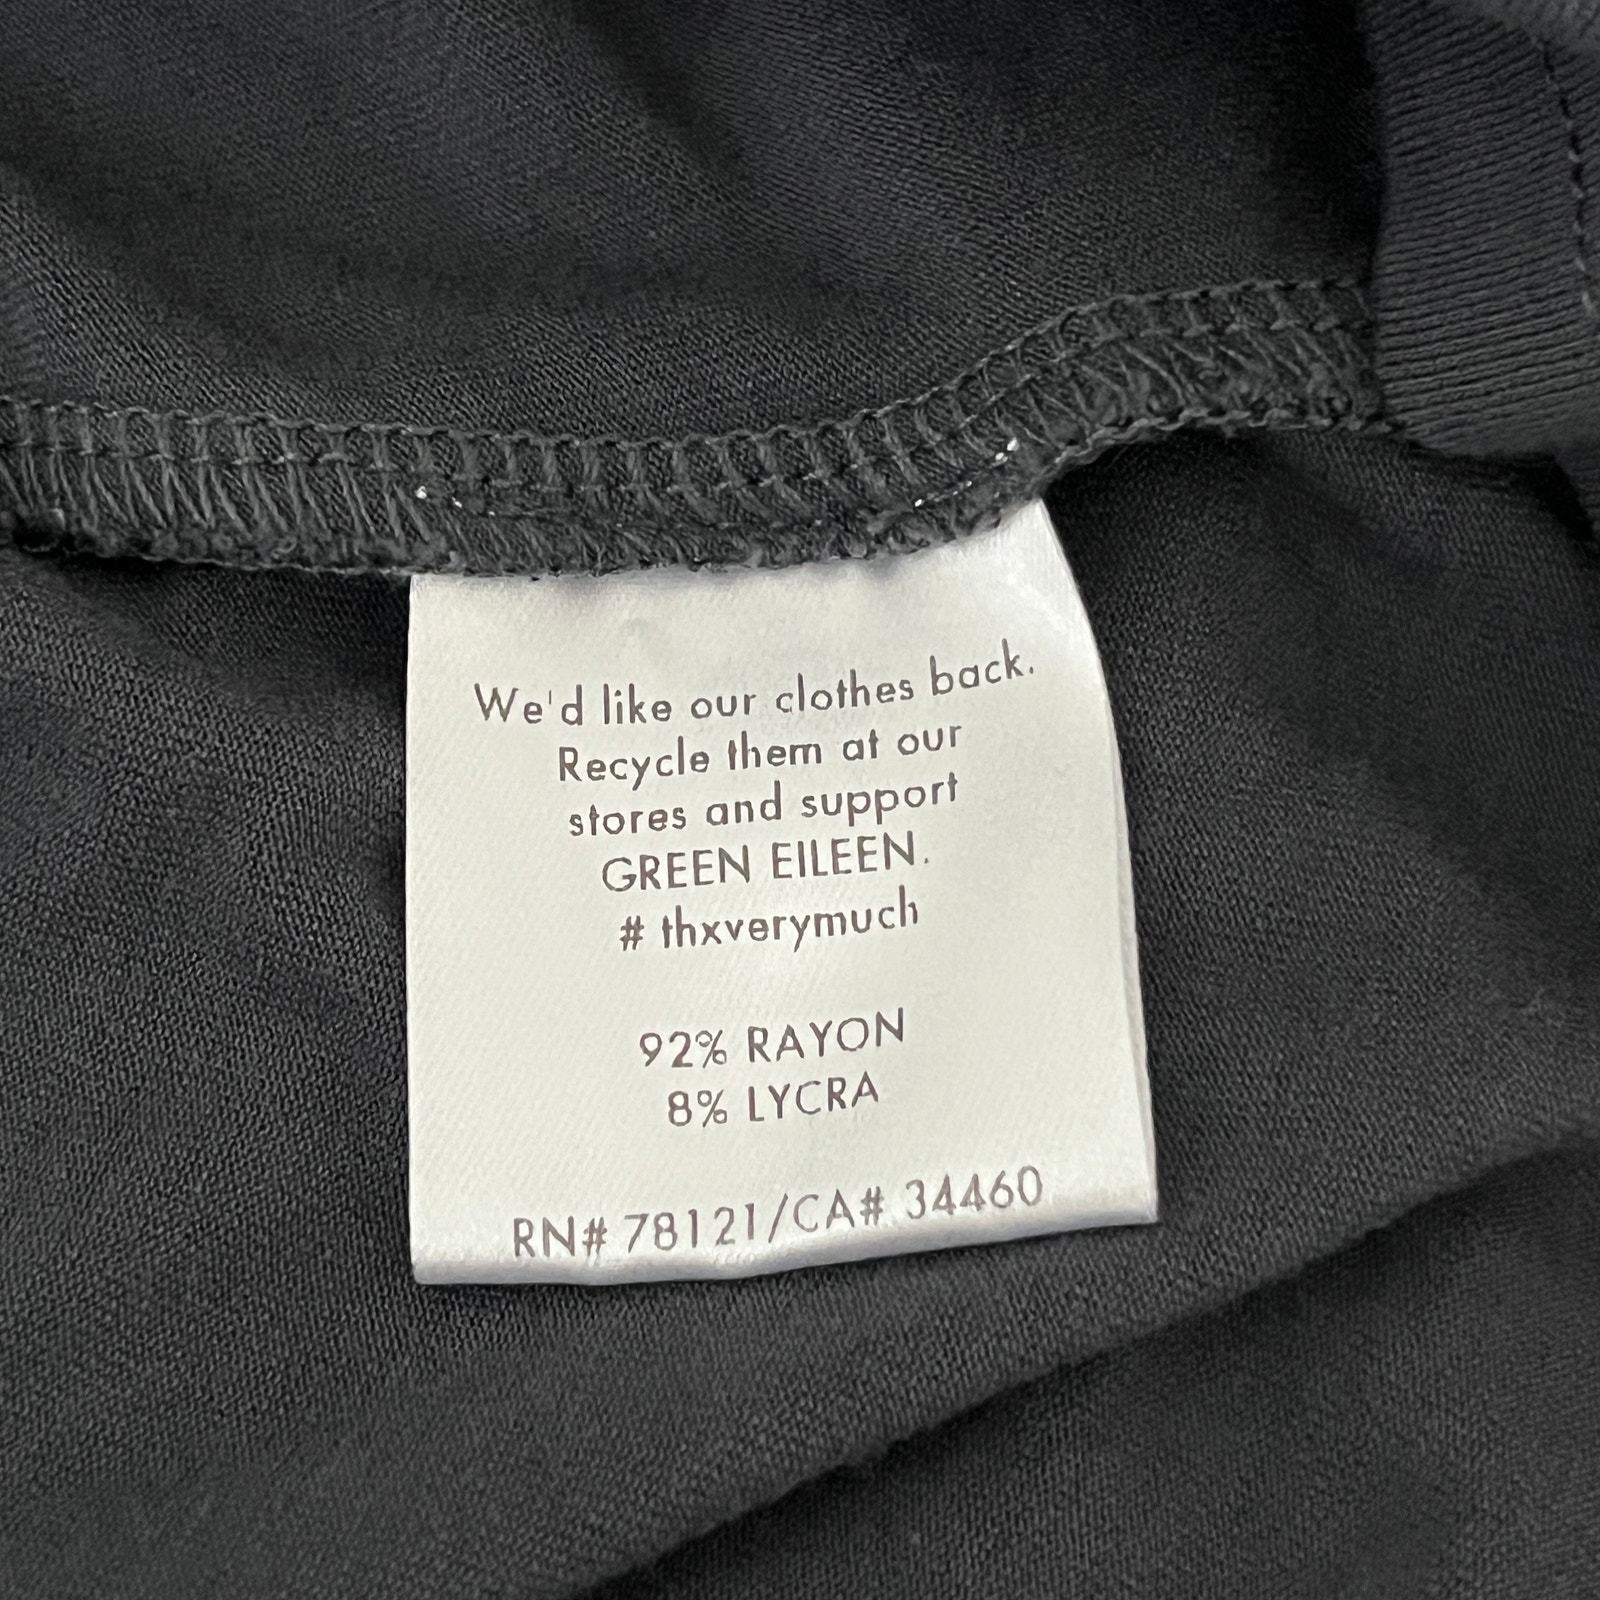 We'd like our clothes back.
Recycle them at our
stores and support
GREEN EILEEN.
# thxverymuch
92% RAYON
8% LYCRA
RN# 78121/CA# 34460